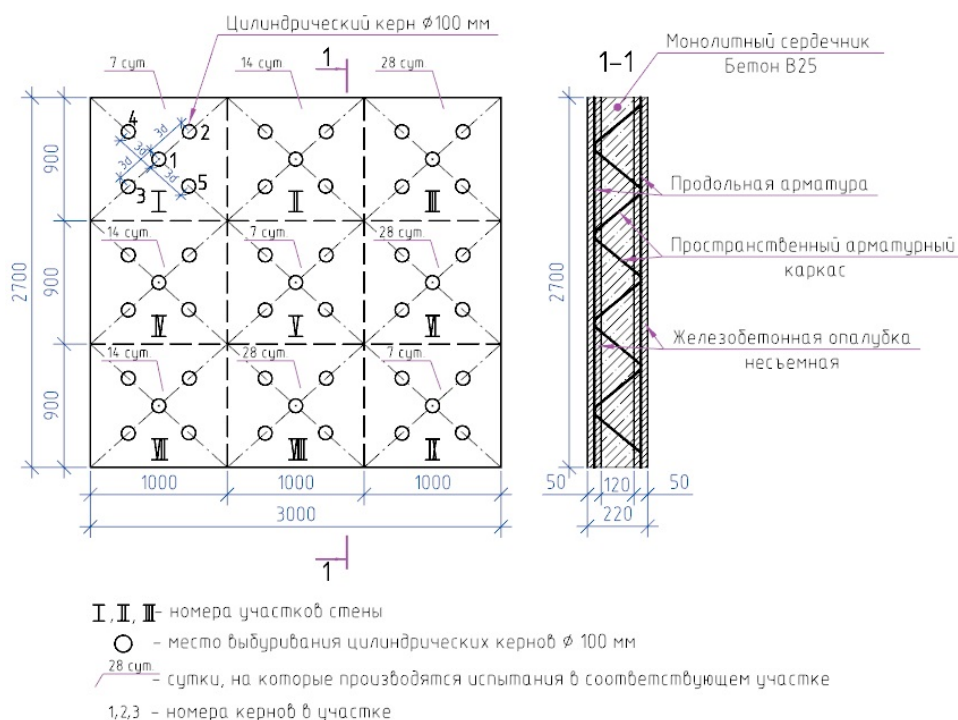 Цилиндрический керн ⌀100 мм
1
7 сут.
14 сут.
28 сут.
4
3d
2
3d
1
3d
3d
3
5
I
II
III
14 сут.
7 сут.
28 сут.
IV
V
VI
14 сут.
28 сут.
7 сут.
VII
VIII
IX
900
900
900
2700
1000
1000
1000
3000
1
Монолитный сердечник
Бетон В25
1-1
Продольная арматура
Пространственный арматурный
каркас
Железобетонная опалубка
несъемная
2700
50
120
50
220
I, II, III - номера участков стены
- место выбуривания цилиндрических кернов ⌀ 100 мм
28 сут.
- сутки, на которые производятся испытания в соответствующем участке
1,2,3 - номера кернов в участке